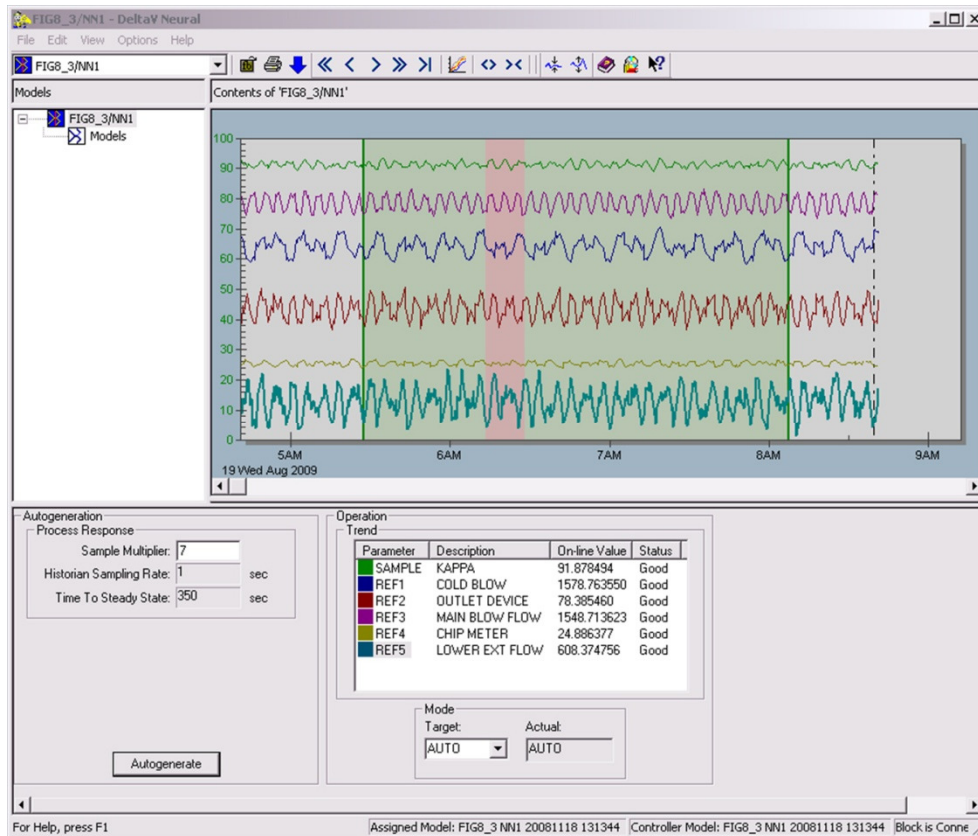 FIG8_3/NN1 - DeltaV Neural
File Edit View Options Help
FIG8_3/NN1
Models
Contents of 'FIG8_3/NN1'
FIG8_3/NN1
Models
100
90
80
70
60
50
40
30
20
10
0
5AM 6AM 7AM 8AM 9AM
19 Wed Aug 2009
Autogeneration
Process Response
Sample Multiplier: 7
Historian Sampling Rate: 1 sec
Time To Steady State: 350 sec
Autogenerate
Operation
Trend
Parameter Description On-line Value Status
SAMPLE KAPPA 91.878494 Good
REF1 COLD BLOW 1578.763550 Good
REF2 OUTLET DEVICE 78.385460 Good
REF3 MAIN BLOW FLOW 1548.713623 Good
REF4 CHIP METER 24.886377 Good
REF5 LOWER EXT FLOW 608.374756 Good
Mode
Target: Actual:
AUTO AUTO
For Help, press F1
Assigned Model: FIG8_3 NN1 20081118 131344 Controller Model: FIG8_3 NN1 20081118 131344 Block is Conne